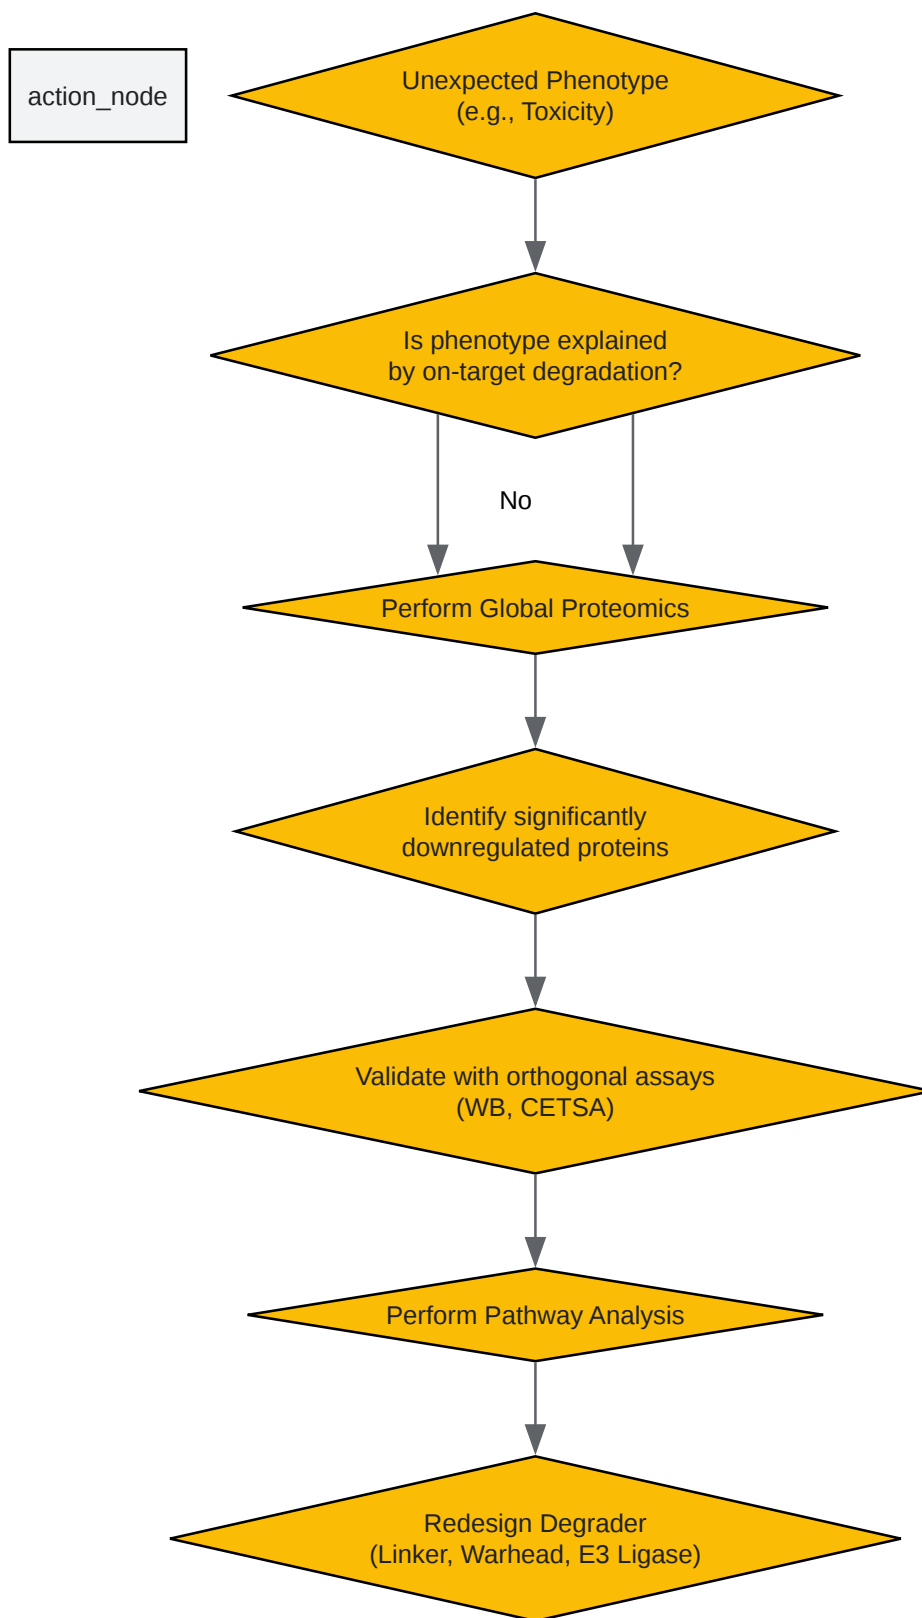 action_node
Unexpected Phenotype
(e.g., Toxicity)
Is phenotype explained
by on-target degradation?
No
Perform Global Proteomics
Identify significantly
downregulated proteins
Validate with orthogonal assays
(WB, CETSA)
Perform Pathway Analysis
Redesign Degrader
(Linker, Warhead, E3 Ligase)